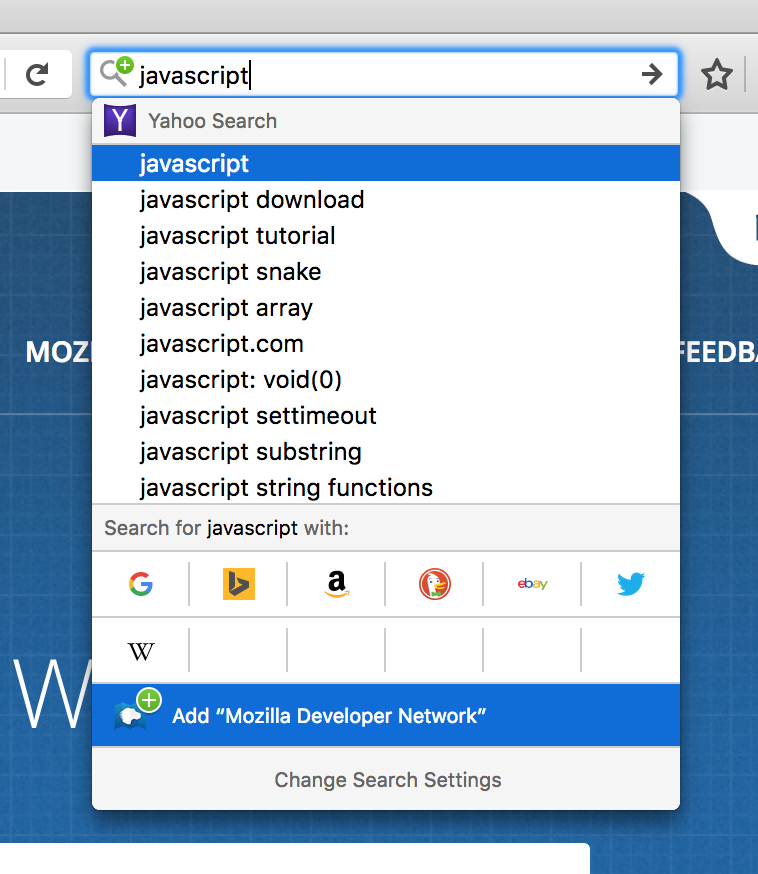 javascript
Yahoo Search
javascript
javascript download
javascript tutorial
javascript snake
javascript array
javascript.com
javascript: void(0)
javascript settimeout
javascript substring
javascript string functions
MOZ
FEEDBA
Search for javascript with:
a
ebay
W
W
Add “Mozilla Developer Network”
Change Search Settings